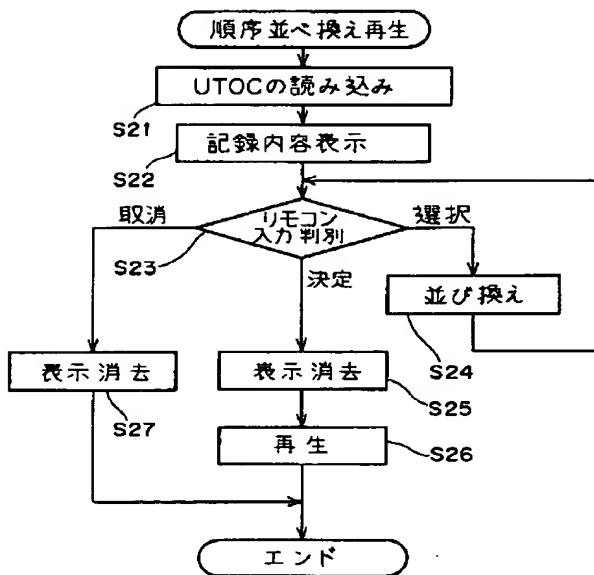 順序並べ換え再生
UTOCの読み込み
S21
記録内容表示
S22
取消
リモコン
入力判別
選択
S23
決定
並び換え
S24
表示消去
表示消去
S27
S25
再生
S26
エンド